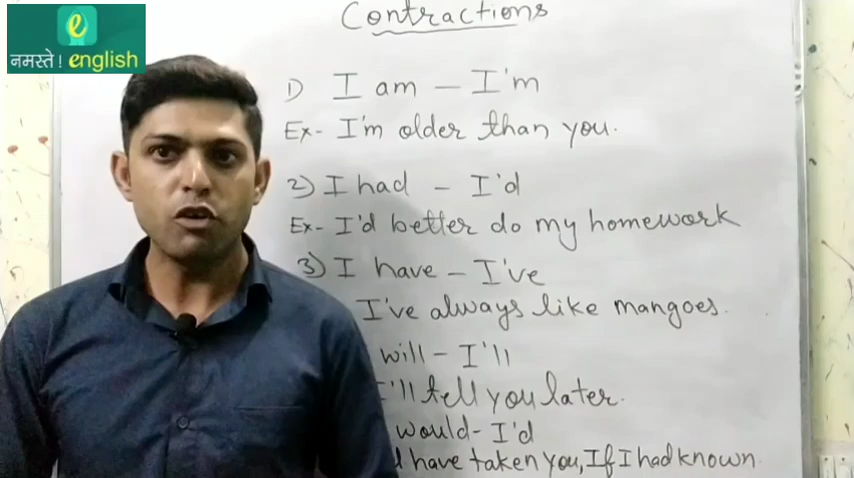 नमस्ते! english
Contractions
1) I am – I'm
Ex- I'm older than you.
2) I had – I'd
Ex- I'd better do my homework
3) I have – I've
I've always like mangoes.
will – I'll
I'll tell you later.
would- I'd
have taken you, If I had known.